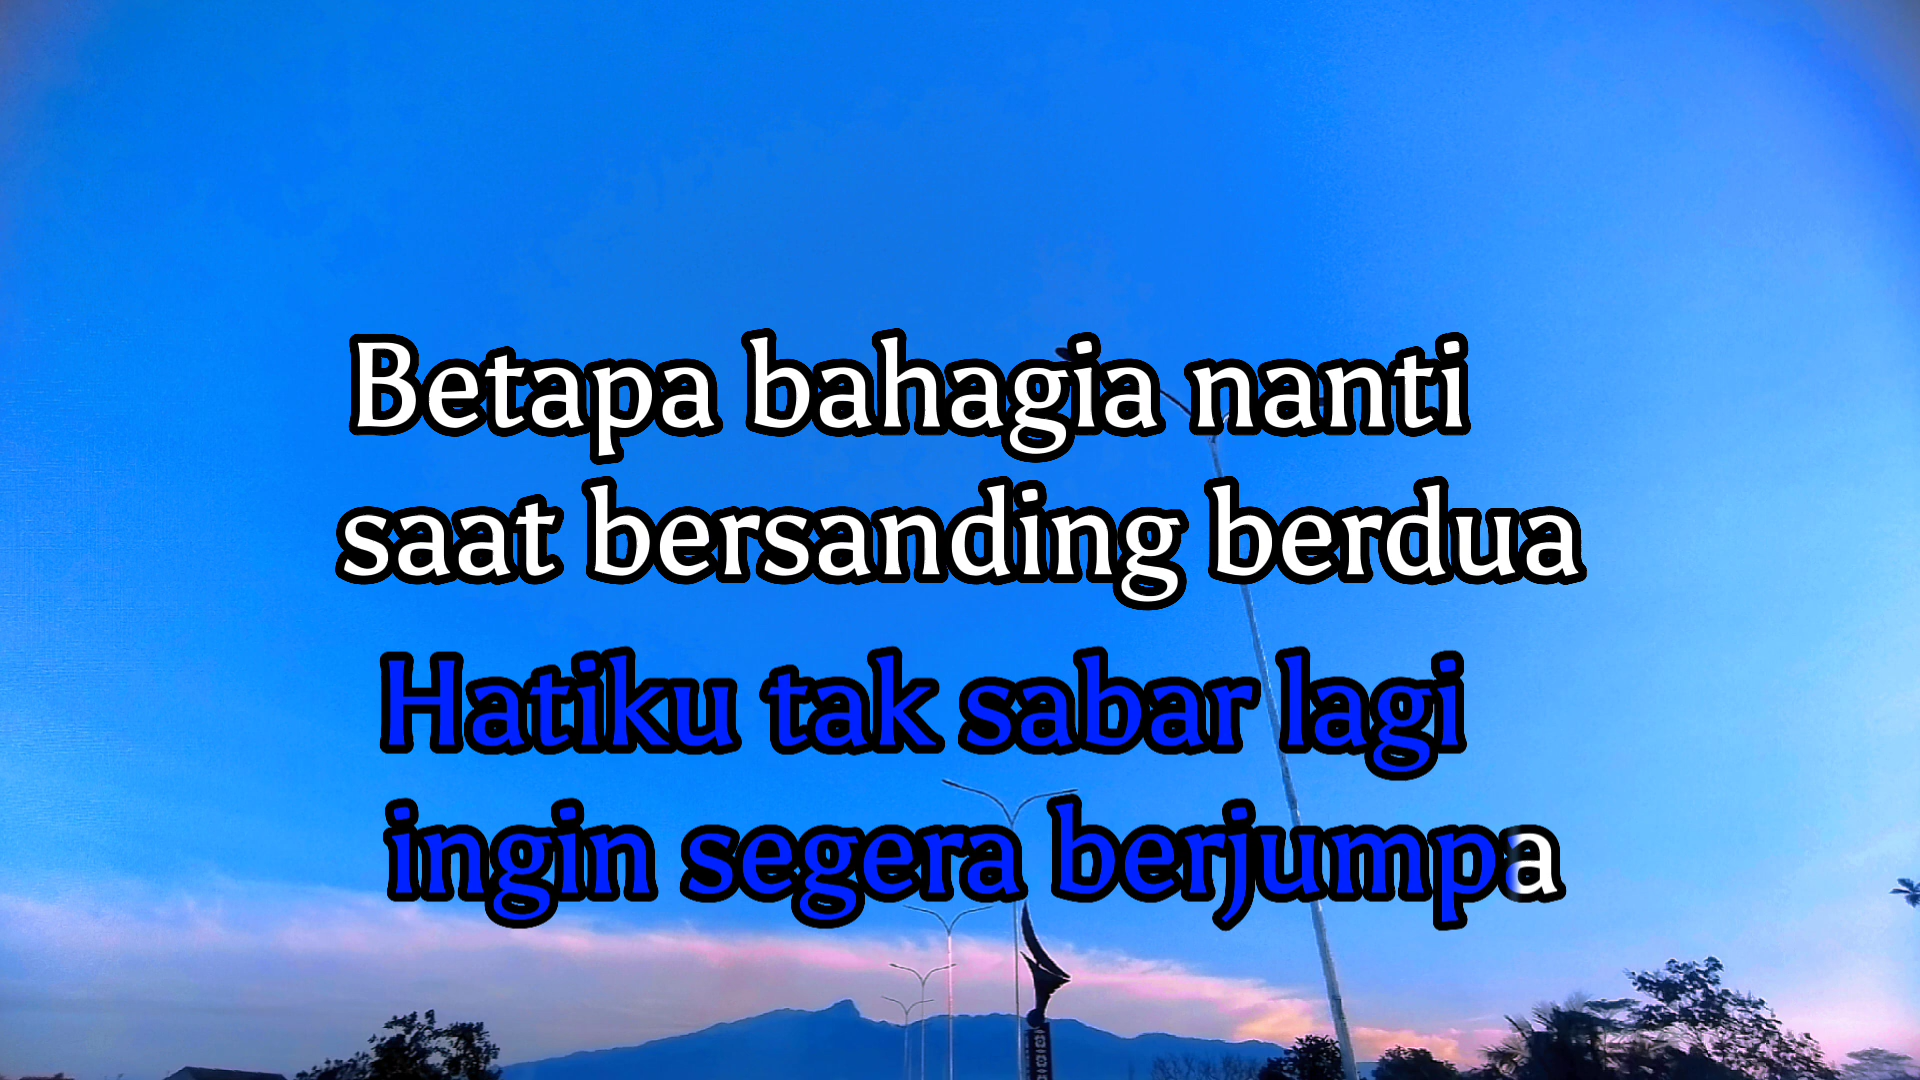 Betapa bahagia nanti
saat bersanding berdua
Hatiku tak sabar lagi
ingin segera berjumpa